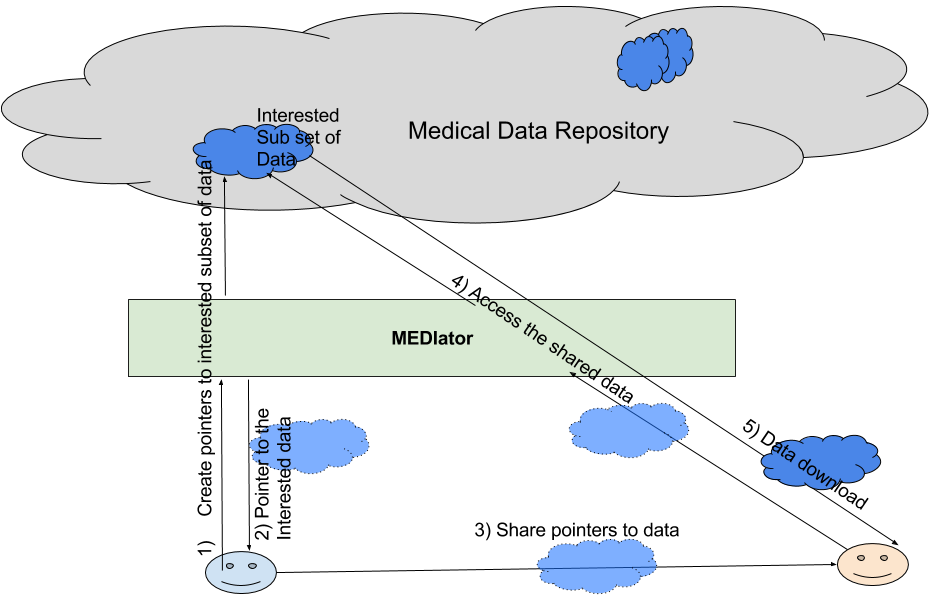 Interested
Sub set of
Data
Medical Data Repository
MEDIator
1) Create pointers to interested subset of data
2) Pointer to the
Interested data
3) Share pointers to data
4) Access the shared data
5) Data download